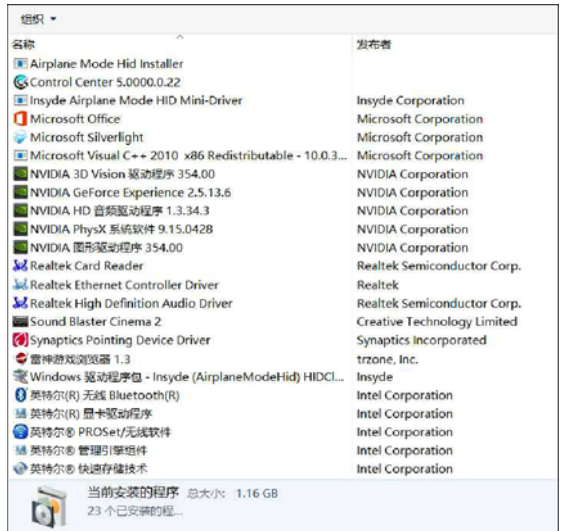 组织
名称 发布者
Airplane Mode Hid Installer
Control Center 5.0000.0.22
Insyde Airplane Mode HID Mini-Driver Insyde Corporation
Microsoft Office Microsoft Corporation
Microsoft Silverlight Microsoft Corporation
Microsoft Visual C++ 2010 x86 Redistributable - 10.0.3... Microsoft Corporation
NVIDIA 3D Vision 驱动程序 354.00 NVIDIA Corporation
NVIDIA GeForce Experience 2.5.13.6 NVIDIA Corporation
NVIDIA HD 音频驱动程序 1.3.34.3 NVIDIA Corporation
NVIDIA PhysX 系统软件 9.15.0428 NVIDIA Corporation
NVIDIA 图形驱动程序 354.00 NVIDIA Corporation
Realtek Card Reader Realtek Semiconductor Corp.
Realtek Ethernet Controller Driver Realtek
Realtek High Definition Audio Driver Realtek Semiconductor Corp.
Sound Blaster Cinema 2 Creative Technology Limited
Synaptics Pointing Device Driver Synaptics Incorporated
雷神游戏浏览器 1.3 trzone, Inc.
Windows 驱动程序包 - Insyde (AirplaneModeHid) HIDCl... Insyde
英特尔(R) 无线 Bluetooth(R) Intel Corporation
英特尔(R) 显卡驱动程序 Intel Corporation
英特尔® PROSet/无线软件 Intel Corporation
英特尔® 管理引擎组件 Intel Corporation
英特尔® 快速存储技术 Intel Corporation
当前安装的程序 总大小: 1.16 GB
23 个已安装的程...